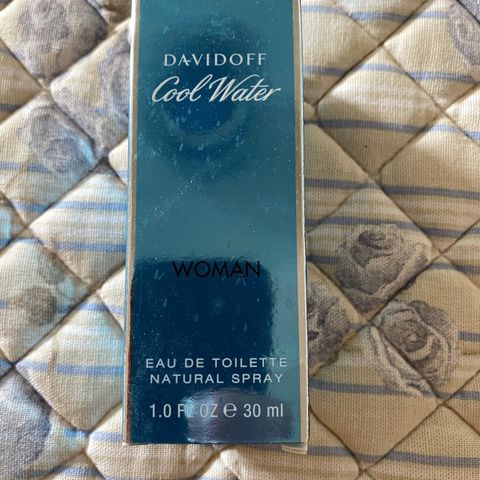 DAVIDOFF
Cool Water
WOMAN
EAU DE TOILETTE
NATURAL SPRAY
1.0 Fl OZ ℮ 30 ml